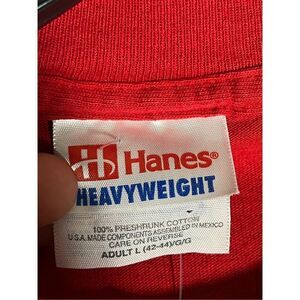 Hanes®
HEAVYWEIGHT
100% PRESHRUNK COTTON
U.S.A. MADE COMPONENTS ASSEMBLED IN MEXICO
CARE ON REVERSE
ADULT L (42-44)/G/G